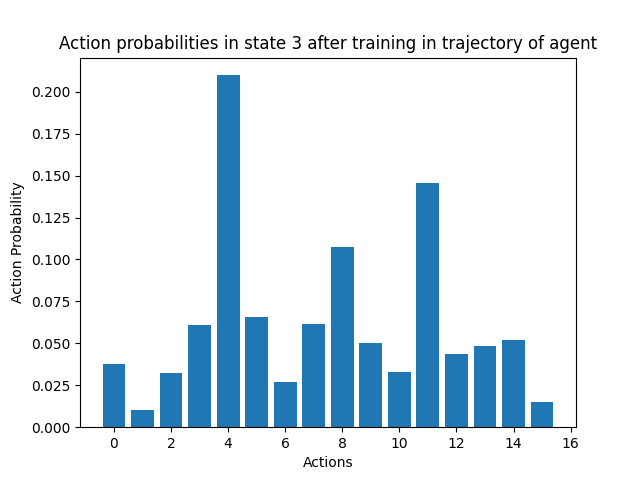 Action probabilities in state 3 after training in trajectory of agent
0.200
0.175
0.150
0.125
0.100
0.075
0.050
0.025
0.000
Action Probability
0 2 4 6 8 10 12 14 16
Actions